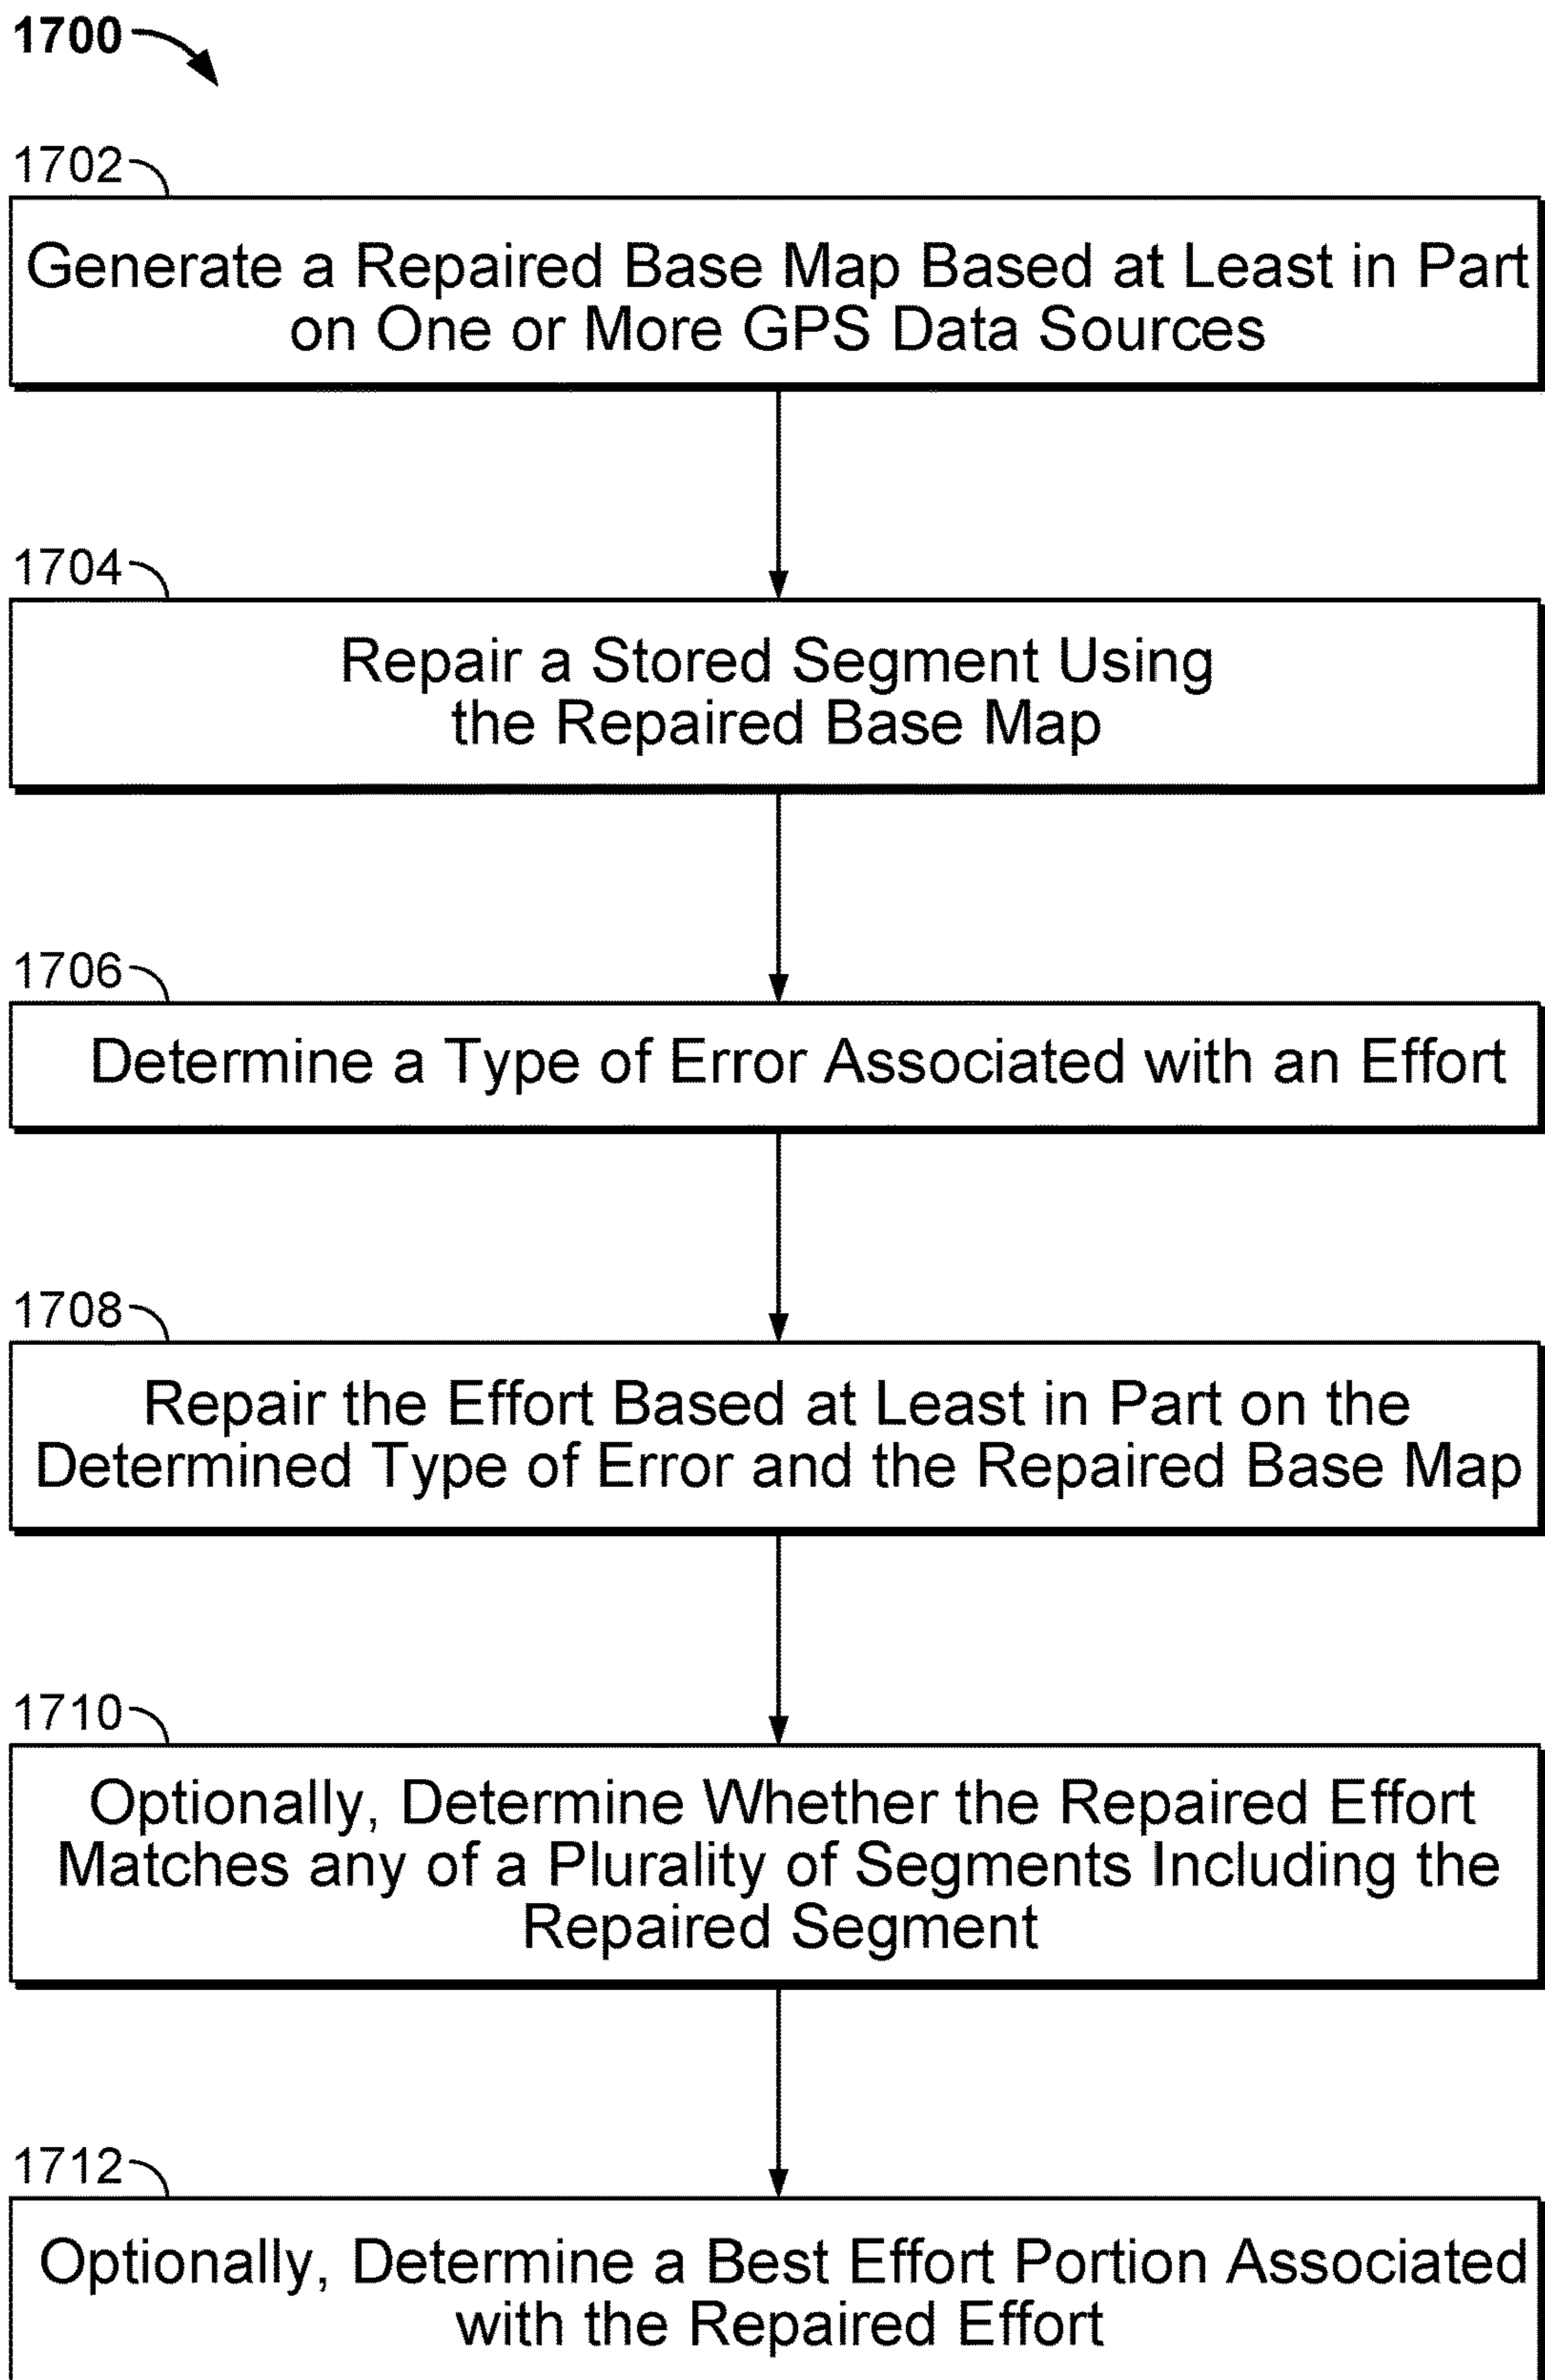 1700
1702
Generate a Repaired Base Map Based at Least in Part
on One or More GPS Data Sources
1704
Repair a Stored Segment Using
the Repaired Base Map
1706
Determine a Type of Error Associated with an Effort
1708
Repair the Effort Based at Least in Part on the
Determined Type of Error and the Repaired Base Map
1710
Optionally, Determine Whether the Repaired Effort
Matches any of a Plurality of Segments Including the
Repaired Segment
1712
Optionally, Determine a Best Effort Portion Associated
with the Repaired Effort